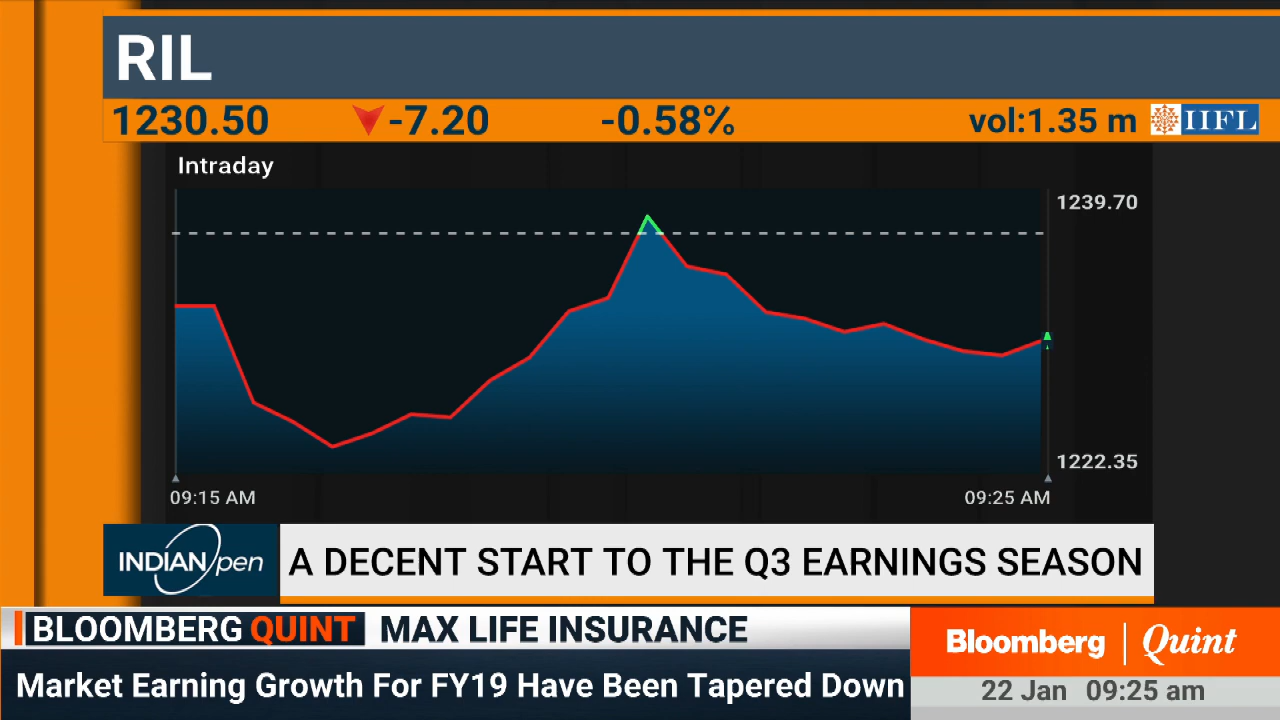 RIL
1230.50 -7.20 -0.58% vol:1.35 m IIFL
Intraday
1239.70
1222.35
09:15 AM 09:25 AM
INDIAN Open A DECENT START TO THE Q3 EARNINGS SEASON
BLOOMBERG QUINT MAX LIFE INSURANCE
Bloomberg | Quint
Market Earning Growth For FY19 Have Been Tapered Down
22 Jan 09:25 am